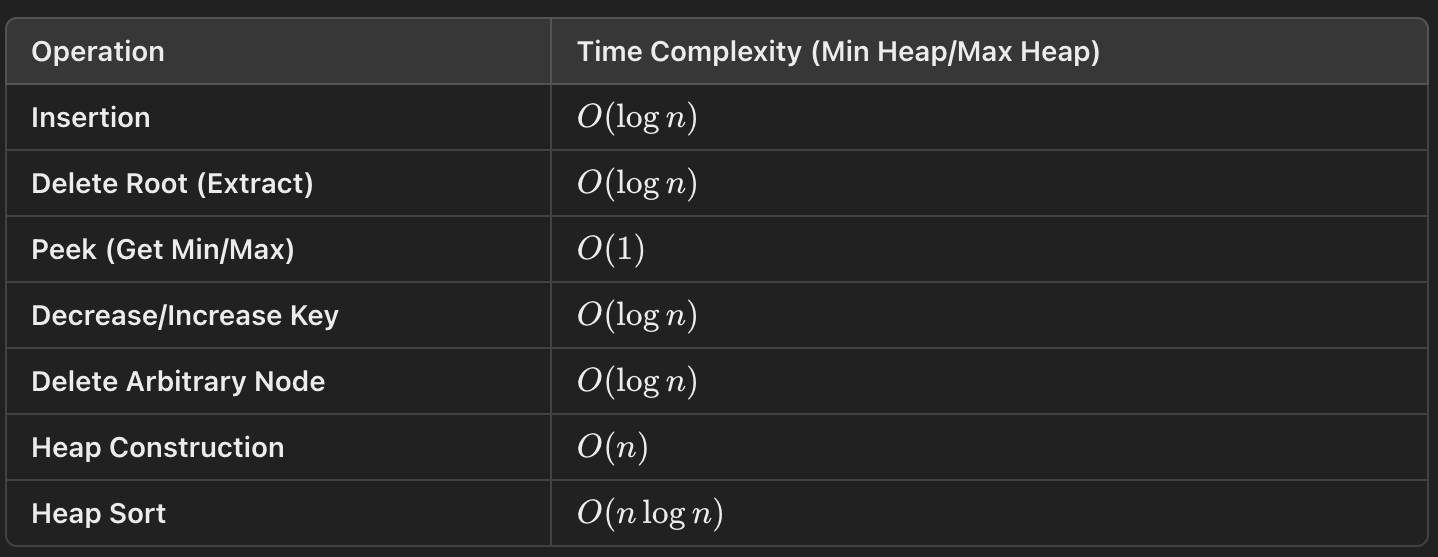 Operation Time Complexity (Min Heap/Max Heap)
Insertion O(log n)
Delete Root (Extract) O(log n)
Peek (Get Min/Max) O(1)
Decrease/Increase Key O(log n)
Delete Arbitrary Node O(log n)
Heap Construction O(n)
Heap Sort O(n log n)